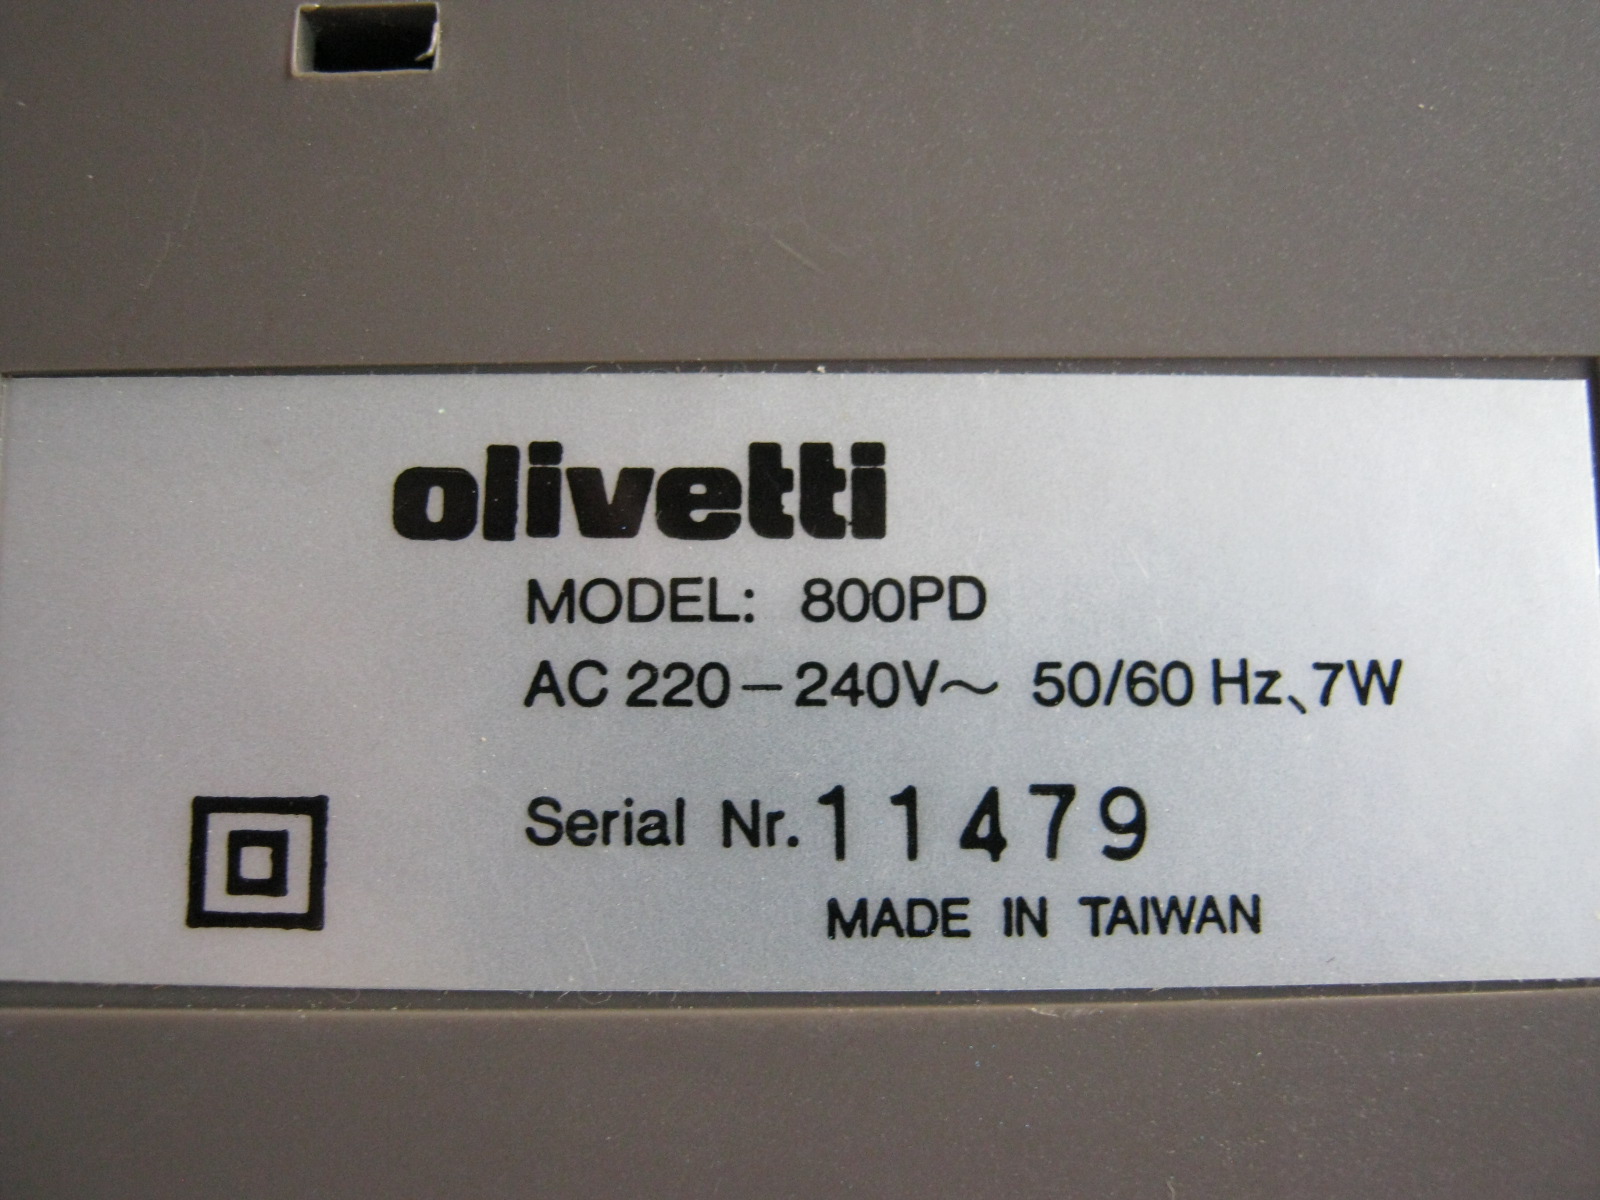 olivetti
MODEL: 800PD
AC 220–240V~ 50/60 Hz、7W
Serial Nr. 11479
MADE IN TAIWAN